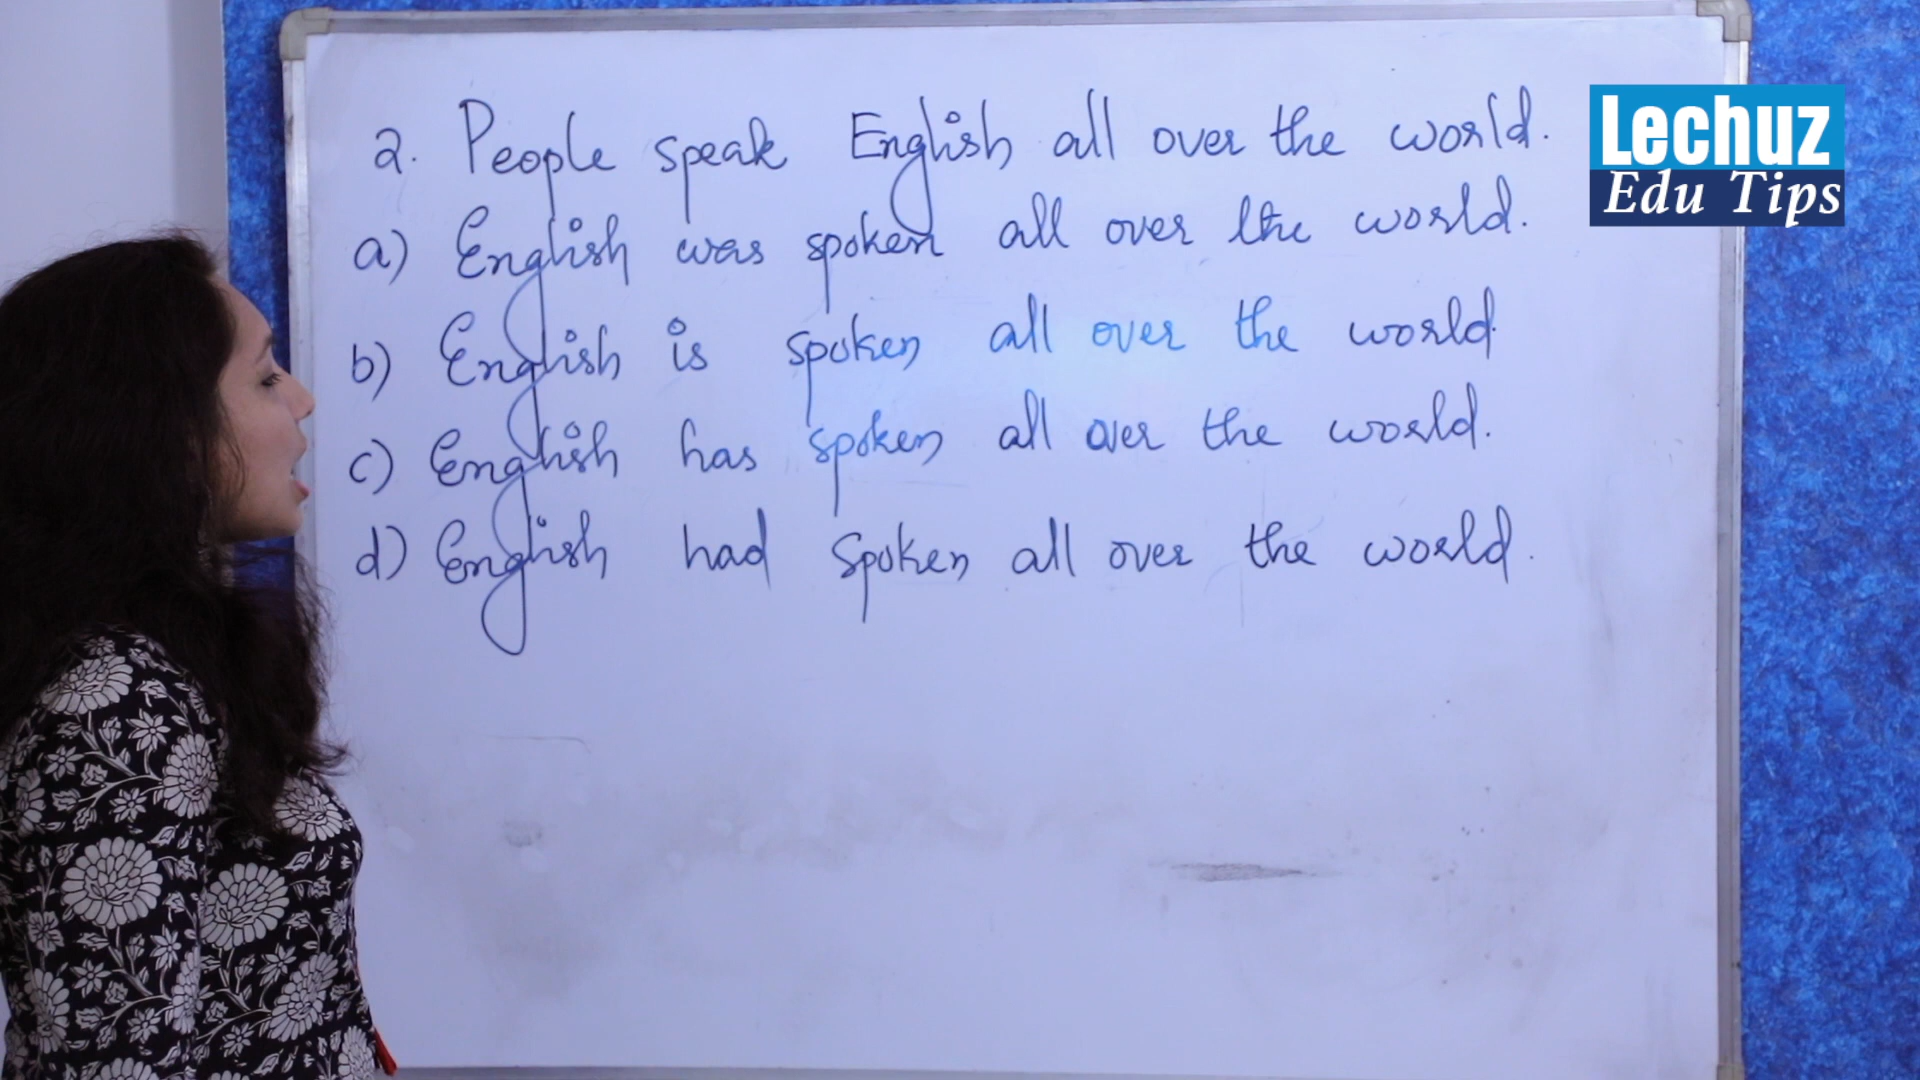 2. People speak English all over the world.
a) English was spoken all over the world.
b) English is spoken all over the world.
c) English has spoken all over the world.
d) English had spoken all over the world.
Lechuz
Edu Tips